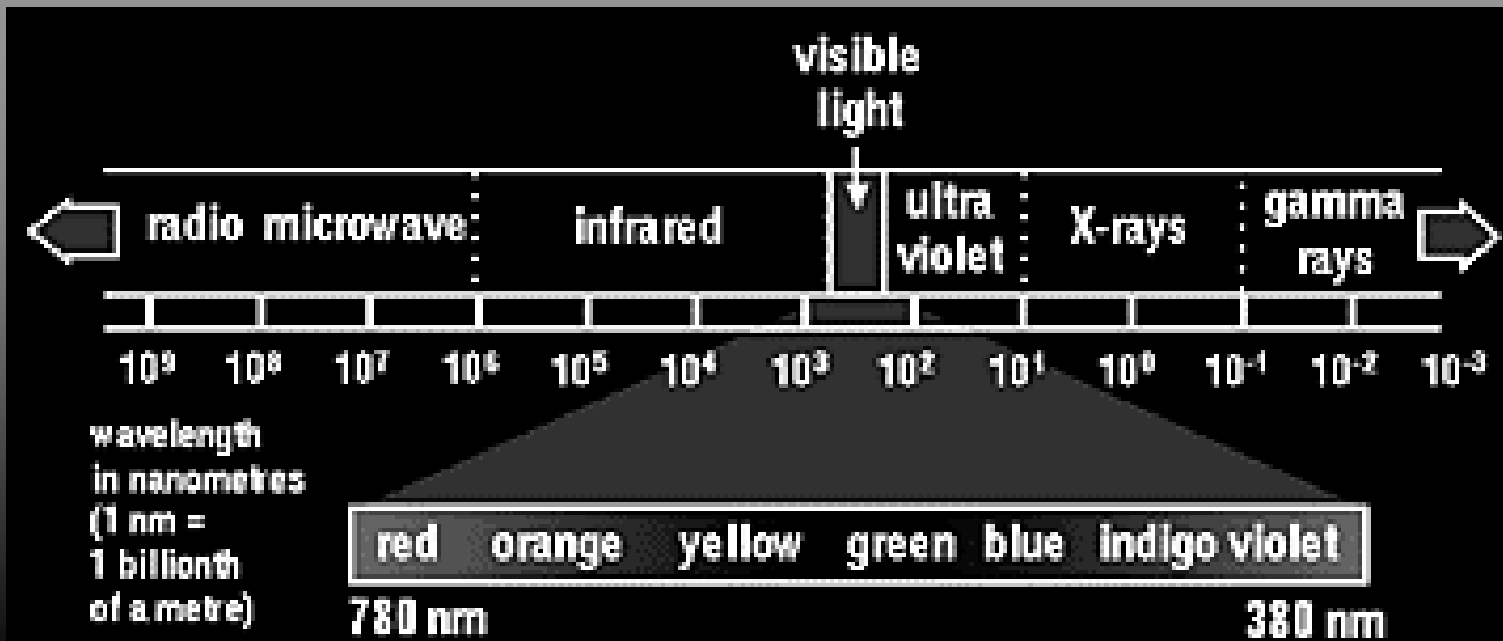 visible
light
radio microwave infrared ultra violet X-rays gamma rays
10⁹ 10⁸ 10⁷ 10⁶ 10⁵ 10⁴ 10³ 10² 10¹ 10⁰ 10⁻¹ 10⁻² 10⁻³
wavelength
in nanometres
(1 nm =
1 billionth
of a metre)
red orange yellow green blue indigo violet
780 nm 380 nm